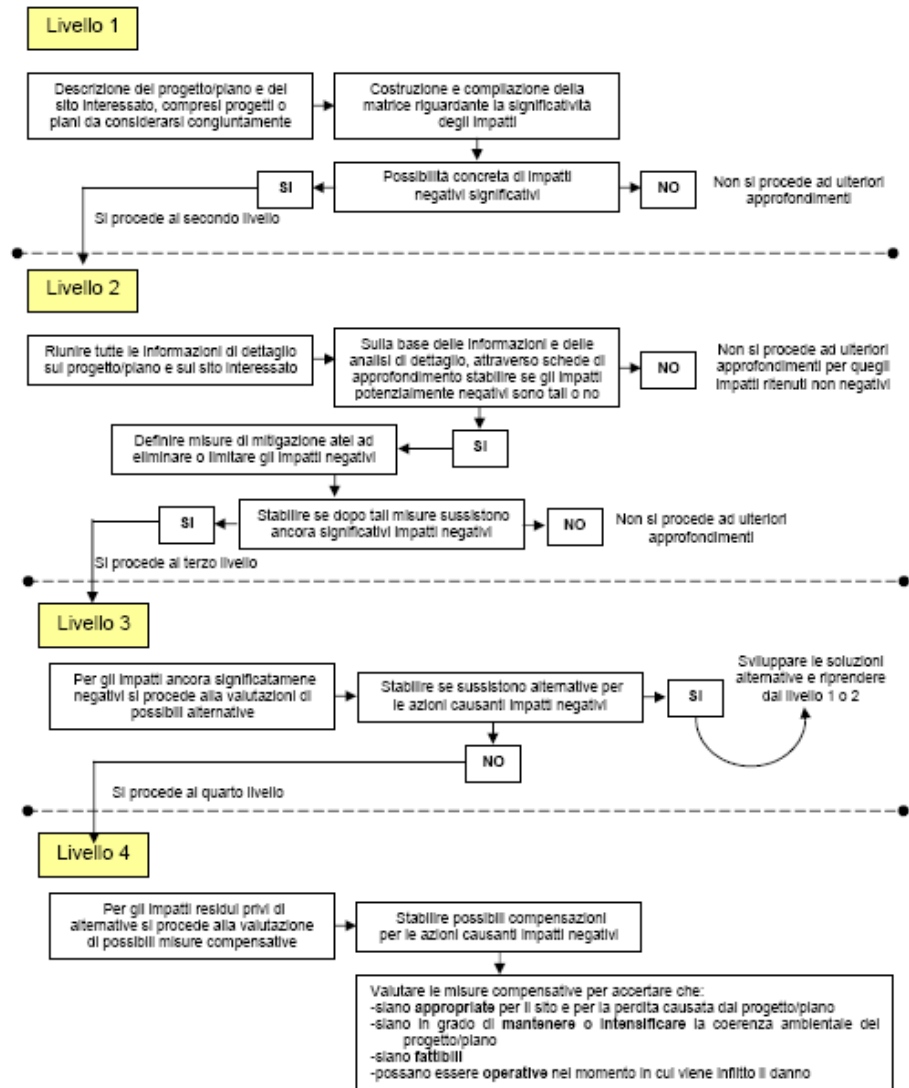 Livello 1
Descrizione del progetto/piano e del
sito interessato, compresi progetti o
piani da considerarsi congiuntamente
Costruzione e compilazione della
matrice riguardante la significatività
degli impatti
Possibilità concreta di impatti
negativi significativi
SI
NO
Non si procede ad ulteriori
approfondimenti
Si procede al secondo livello
Livello 2
Riunire tutte le informazioni di dettaglio
sul progetto/piano e sul sito interessato
Sulla base delle informazioni e delle
analisi di dettaglio, attraverso schede di
approfondimento stabilire se gli impatti
potenzialmente negativi sono tali o no
NO
Non si procede ad ulteriori
approfondimenti per quegli
impatti ritenuti non negativi
Definire misure di mitigazione atei ad
eliminare o limitare gli impatti negativi
SI
SI
Stabilire se dopo tali misure sussistono
ancora significativi impatti negativi
NO
Non si procede ad ulteriori
approfondimenti
Si procede al terzo livello
Livello 3
Per gli impatti ancora significatamene
negativi si procede alla valutazioni di
possibili alternative
Stabilire se sussistono alternative per
le azioni causanti impatti negativi
SI
Sviluppare le soluzioni
alternative e riprendere
dal livello 1 o 2
NO
Si procede al quarto livello
Livello 4
Per gli impatti residui privi di
alternative si procede alla valutazione
di possibili misure compensative
Stabilire possibili compensazioni
per le azioni causanti impatti negativi
Valutare le misure compensative per accertare che:
-siano appropriate per il sito e per la perdita causata dal progetto/piano
-siano in grado di mantenere o intensificare la coerenza ambientale del
progetto/piano
-siano fattibili
-possano essere operative nel momento in cui viene inflitto il danno